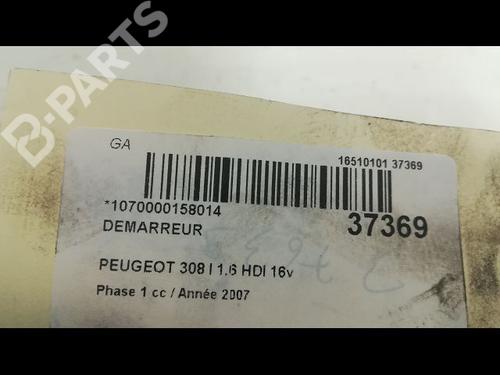 B-PARTS
GA
16510101 37369
*1070000158014
37369
DEMARREUR
PEUGEOT 308 I 1.6 HDI 16v
Phase 1 cc / Année 2007